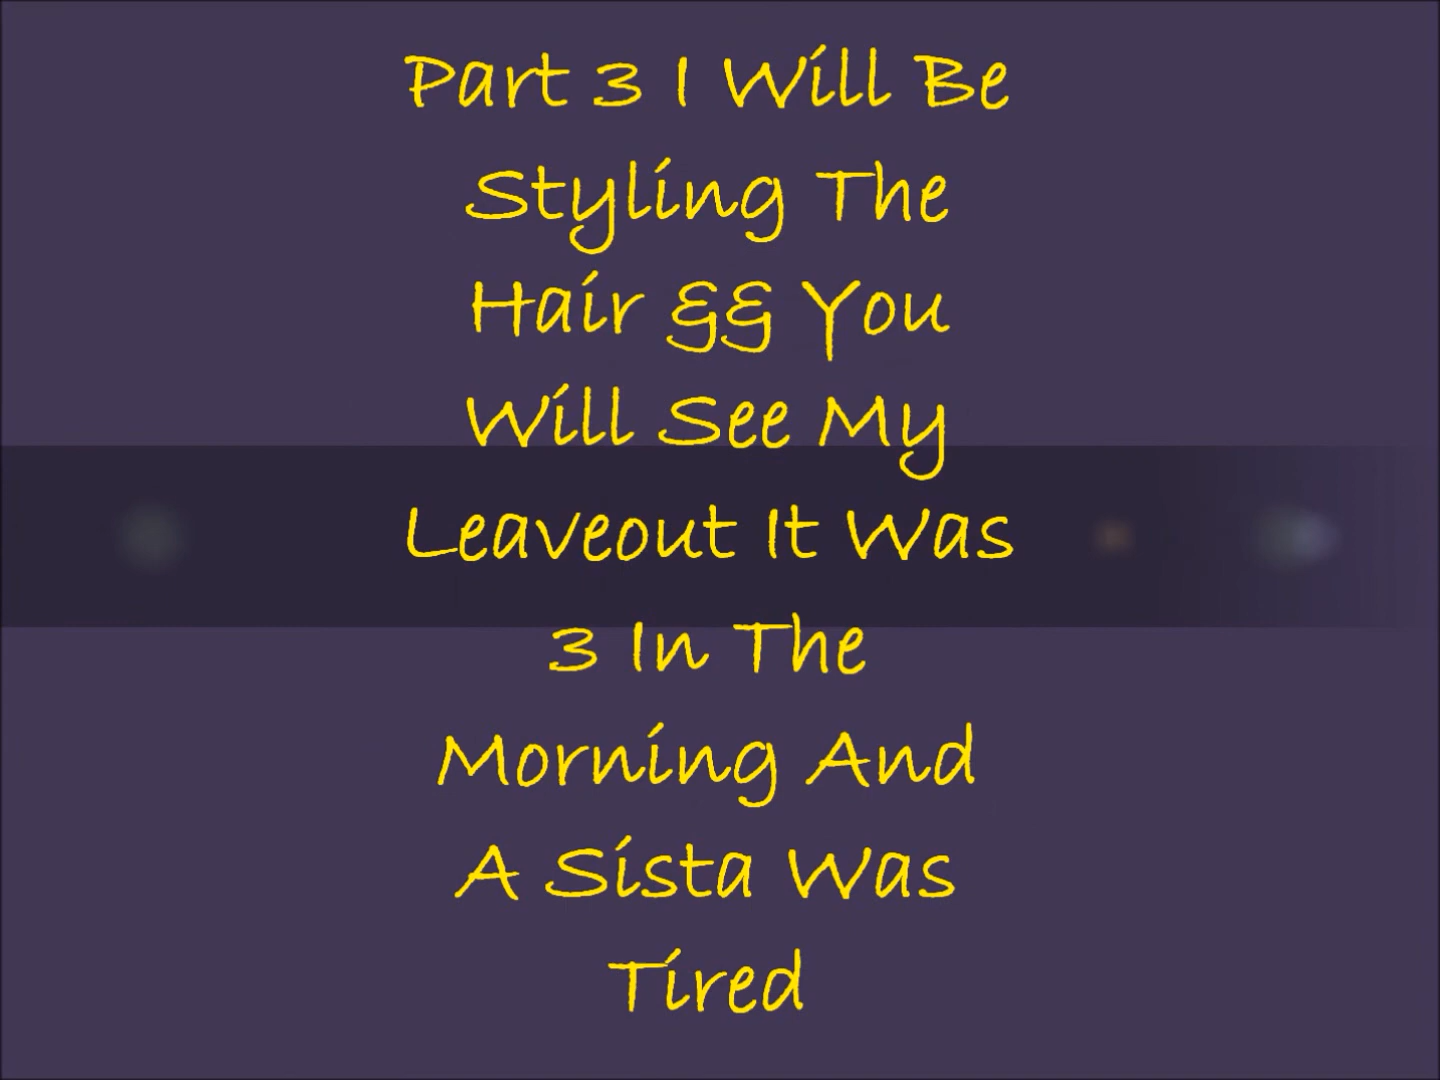 Part 3 I Will Be
Styling The
Hair && You
Will See My
Leaveout It Was
3 In The
Morning And
A Sista Was
Tired